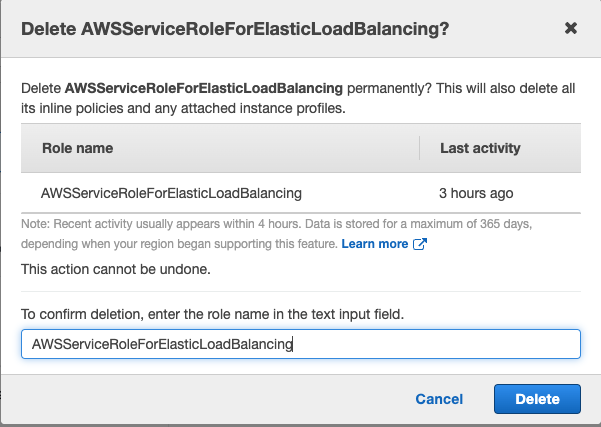 Delete AWSServiceRoleForElasticLoadBalancing?
Delete AWSServiceRoleForElasticLoadBalancing permanently? This will also delete all
its inline policies and any attached instance profiles.
Role name Last activity
AWSServiceRoleForElasticLoadBalancing 3 hours ago
Note: Recent activity usually appears within 4 hours. Data is stored for a maximum of 365 days,
depending when your region began supporting this feature. Learn more
This action cannot be undone.
To confirm deletion, enter the role name in the text input field.
AWSServiceRoleForElasticLoadBalancing
Cancel Delete